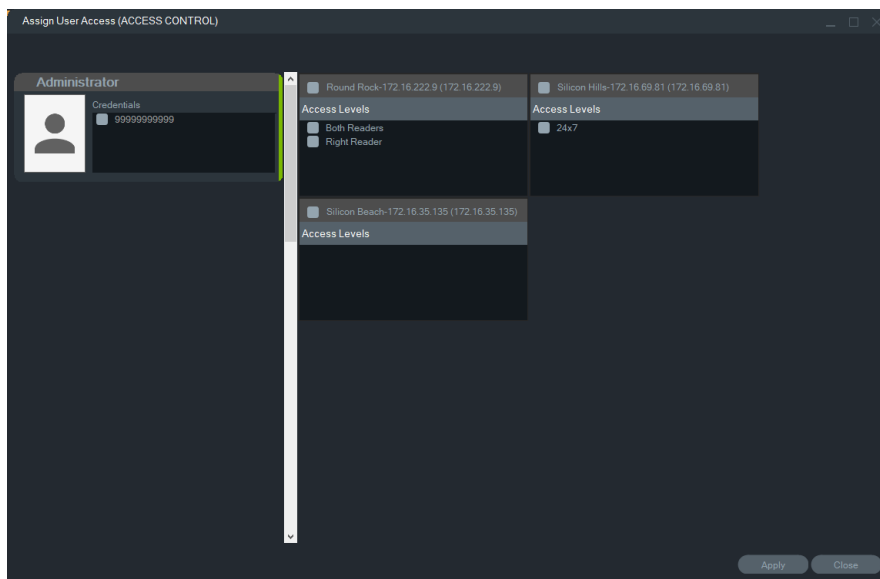 Assign User Access (ACCESS CONTROL)
Administrator
Credentials
99999999999
Round Rock-172.16.222.9 (172.16.222.9)
Access Levels
Both Readers
Right Reader
Silicon Hills-172.16.69.81 (172.16.69.81)
Access Levels
24x7
Silicon Beach-172.16.35.135 (172.16.35.135)
Access Levels
Apply
Close